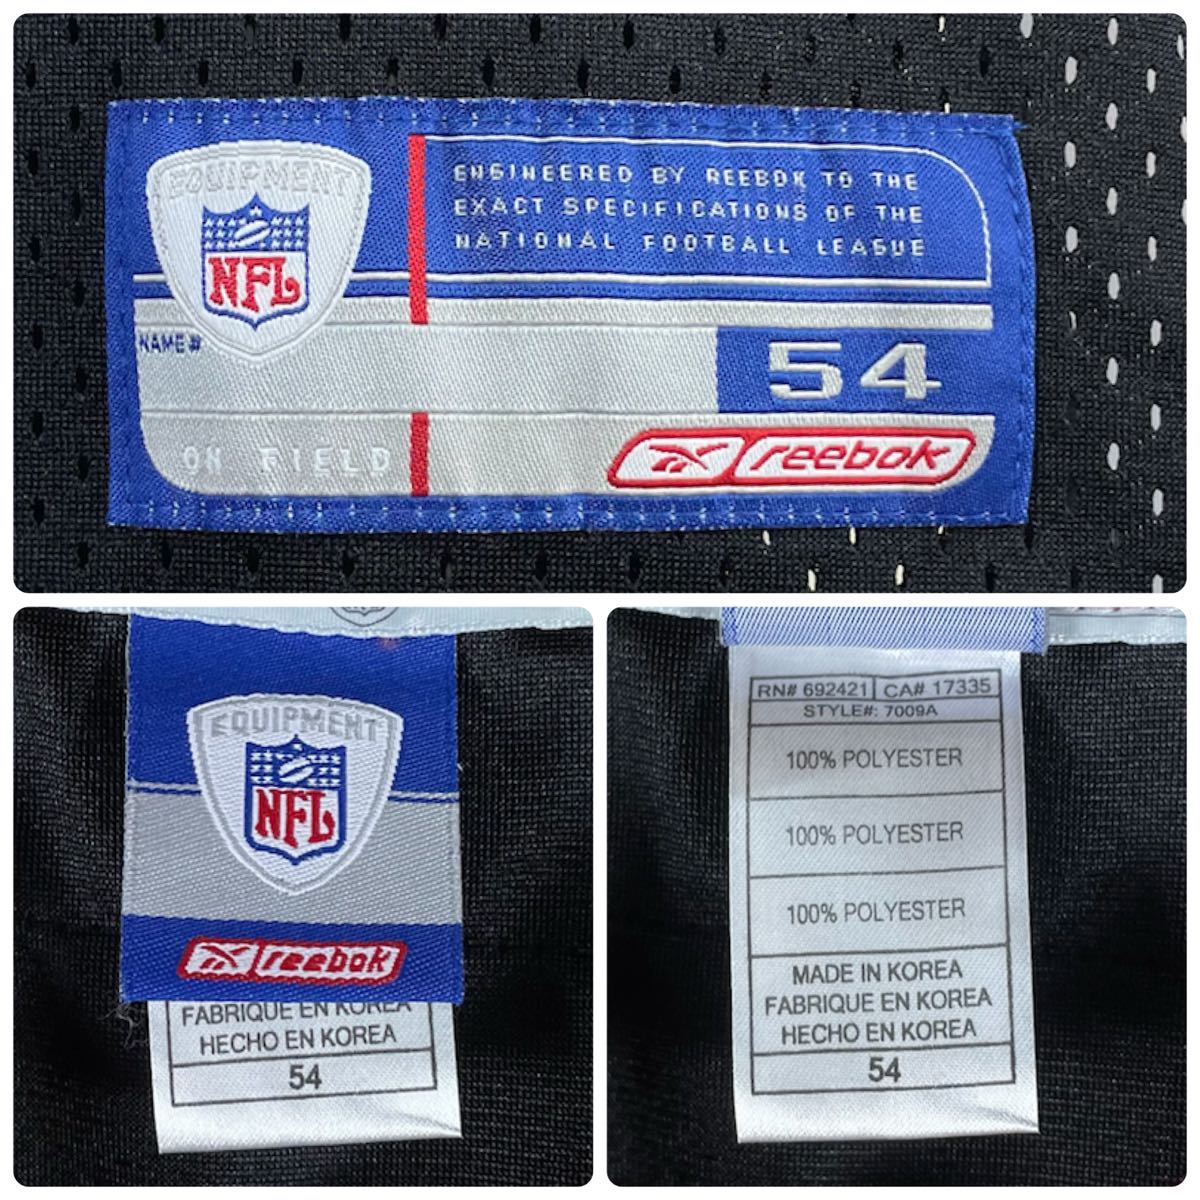 EQUIPMENT
NFL
ENGINEERED BY REEBOK TO THE
EXACT SPECIFICATIONS OF THE
NATIONAL FOOTBALL LEAGUE
NAME #
54
ON FIELD
reebok
EQUIPMENT
NFL
reebok
FABRIQUE EN KOREA
HECHO EN KOREA
54
RN# 692421 CA# 17335
STYLE#: 7009A
100% POLYESTER
100% POLYESTER
100% POLYESTER
MADE IN KOREA
FABRIQUE EN KOREA
HECHO EN KOREA
54